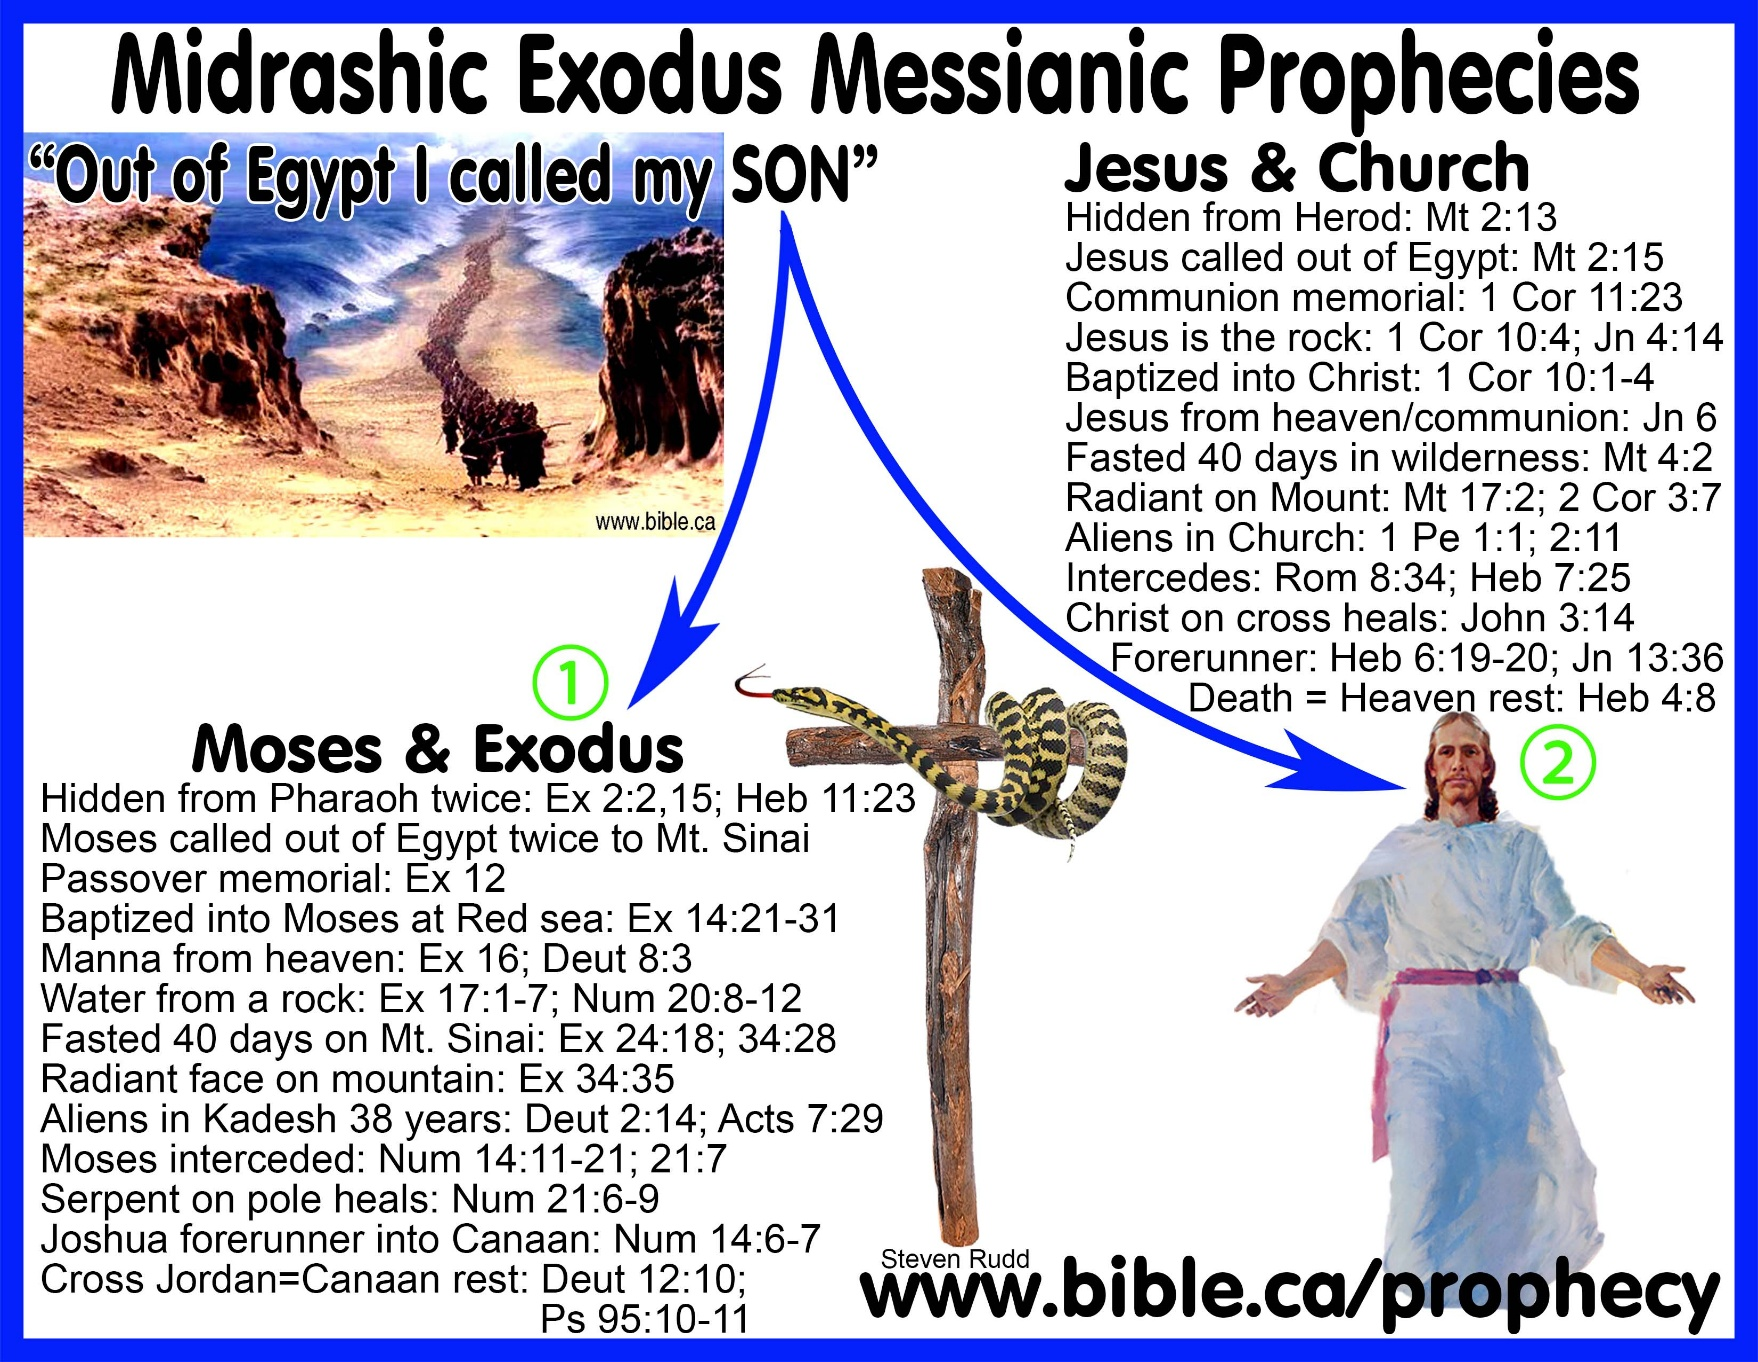 Midrashic Exodus Messianic Prophecies
“Out of Egypt I called my SON”
www.bible.ca
Jesus & Church
Hidden from Herod: Mt 2:13
Jesus called out of Egypt: Mt 2:15
Communion memorial: 1 Cor 11:23
Jesus is the rock: 1 Cor 10:4; Jn 4:14
Baptized into Christ: 1 Cor 10:1-4
Jesus from heaven/communion: Jn 6
Fasted 40 days in wilderness: Mt 4:2
Radiant on Mount: Mt 17:2; 2 Cor 3:7
Aliens in Church: 1 Pe 1:1; 2:11
Intercedes: Rom 8:34; Heb 7:25
Christ on cross heals: John 3:14
Forerunner: Heb 6:19-20; Jn 13:36
Death = Heaven rest: Heb 4:8
2
1
Moses & Exodus
Hidden from Pharaoh twice: Ex 2:2,15; Heb 11:23
Moses called out of Egypt twice to Mt. Sinai
Passover memorial: Ex 12
Baptized into Moses at Red sea: Ex 14:21-31
Manna from heaven: Ex 16; Deut 8:3
Water from a rock: Ex 17:1-7; Num 20:8-12
Fasted 40 days on Mt. Sinai: Ex 24:18; 34:28
Radiant face on mountain: Ex 34:35
Aliens in Kadesh 38 years: Deut 2:14; Acts 7:29
Moses interceded: Num 14:11-21; 21:7
Serpent on pole heals: Num 21:6-9
Joshua forerunner into Canaan: Num 14:6-7
Cross Jordan=Canaan rest: Deut 12:10;
Ps 95:10-11
Steven Rudd
www.bible.ca/prophecy